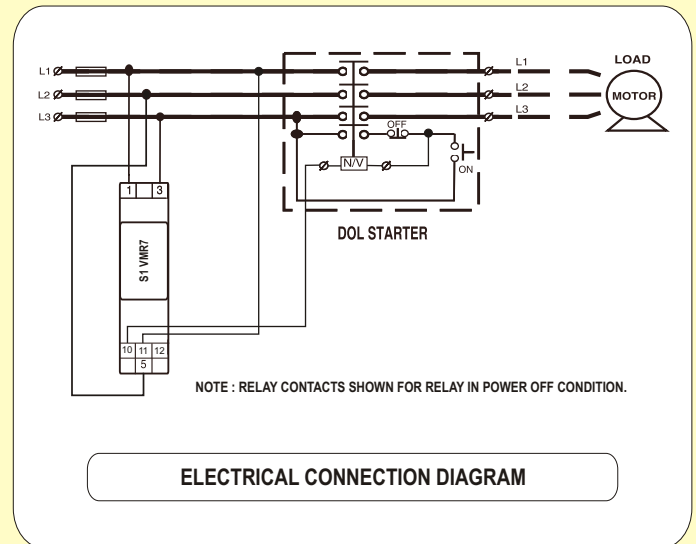 L1
L2
L3
OFF
N/V
ON
L1
L2
L3
LOAD
MOTOR
DOL STARTER
1 3
S1 VMR7
10 11 12
5
NOTE : RELAY CONTACTS SHOWN FOR RELAY IN POWER OFF CONDITION.
ELECTRICAL CONNECTION DIAGRAM